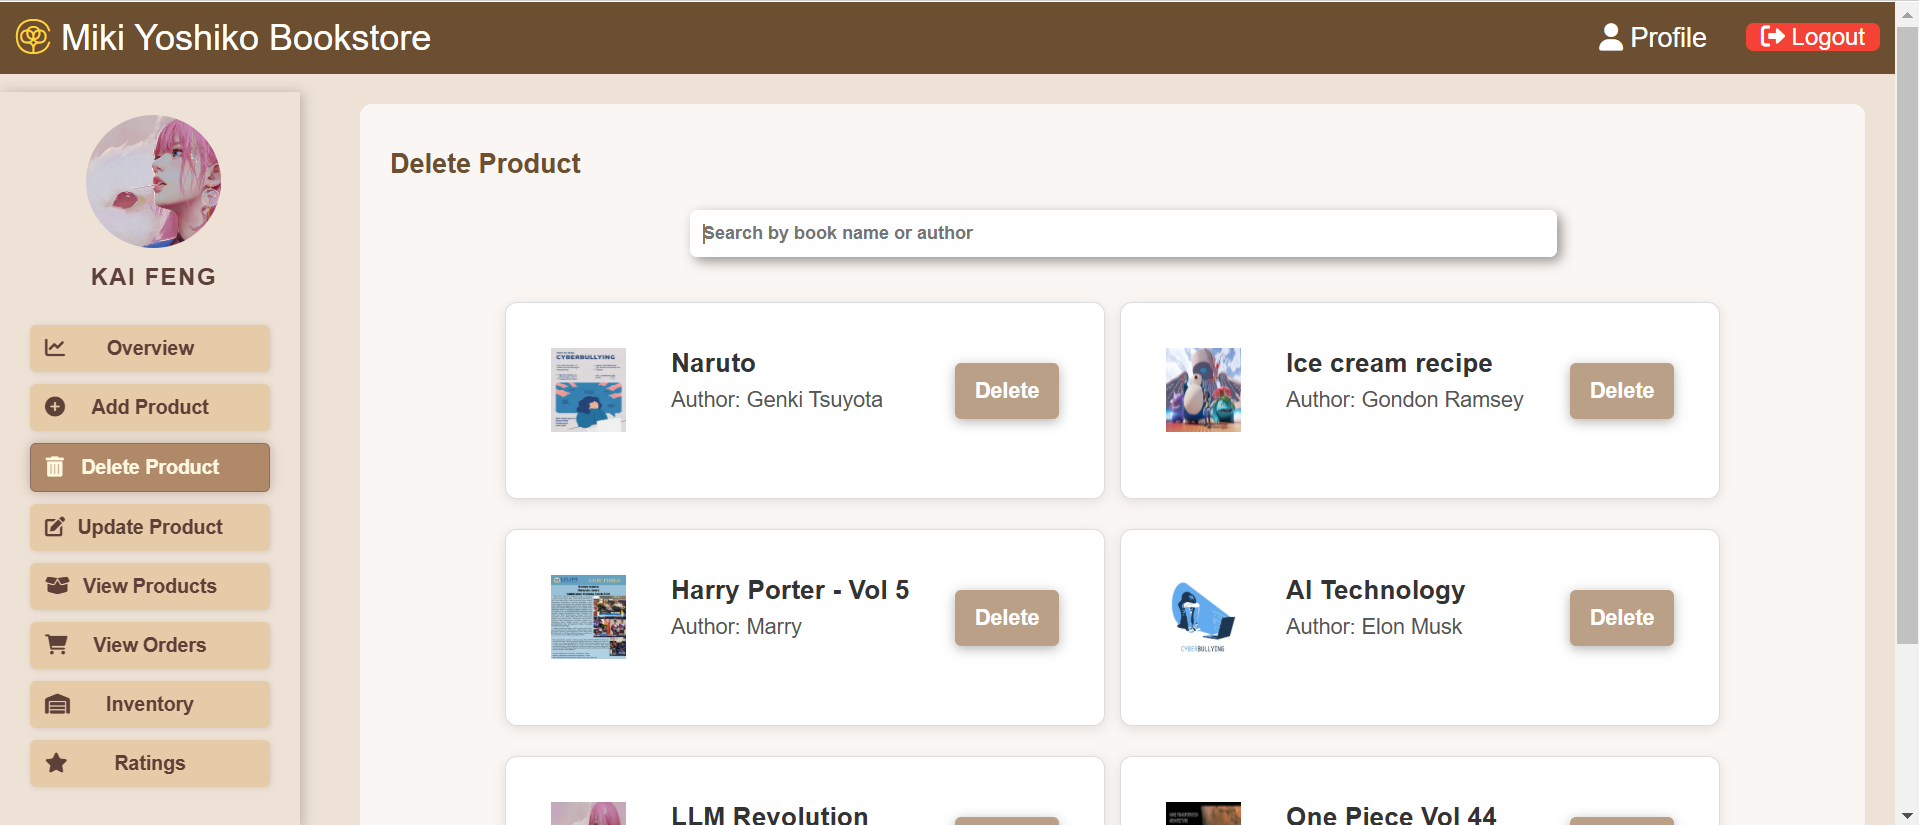 Miki Yoshiko Bookstore
Profile
Logout
KAI FENG
Overview
Add Product
Delete Product
Update Product
View Products
View Orders
Inventory
Ratings
Delete Product
Search by book name or author
CYBERBULLYING
Naruto
Author: Genki Tsuyota
Delete
Ice cream recipe
Author: Gondon Ramsey
Delete
Harry Porter - Vol 5
Author: Marry
Delete
CYBERBULLYING
AI Technology
Author: Elon Musk
Delete
LLM Revolution
One Piece Vol 44